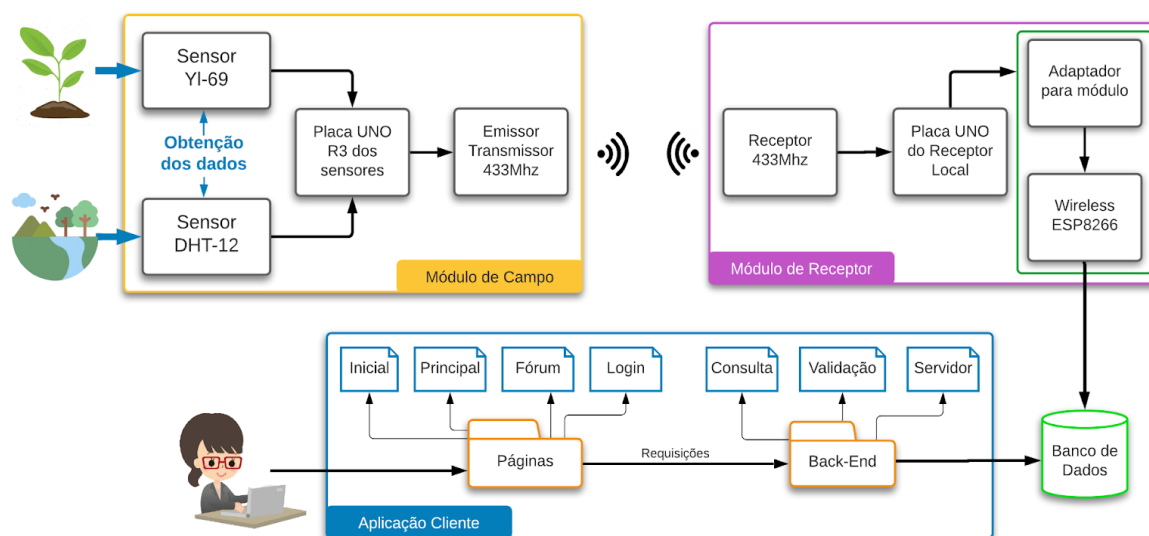 Sensor
YI-69
Obtenção
dos dados
Sensor
DHT-12
Placa UNO
R3 dos
sensores
Emissor
Transmissor
433Mhz
Módulo de Campo
Receptor
433Mhz
Placa UNO
do Receptor
Local
Adaptador
para módulo
Wireless
ESP8266
Módulo de Receptor
Inicial
Principal
Fórum
Login
Consulta
Validação
Servidor
Páginas
Requisições
Back-End
Banco de
Dados
Aplicação Cliente